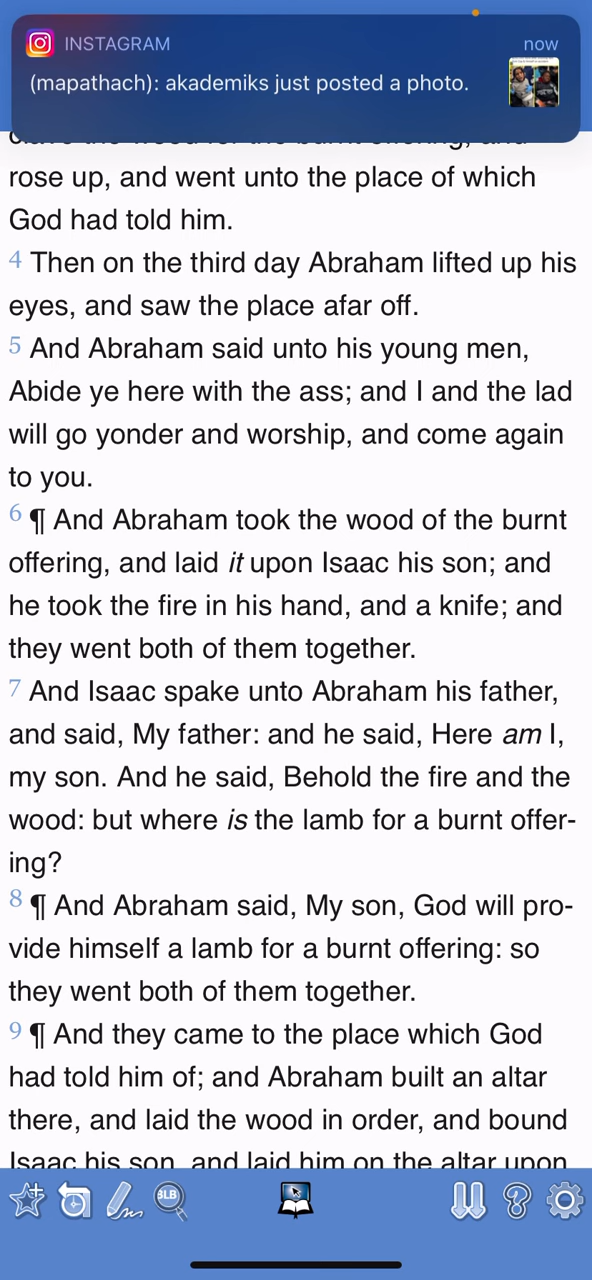 INSTAGRAM
now
(mapathach): akademiks just posted a photo.
rose up, and went unto the place of which
God had told him.
4 Then on the third day Abraham lifted up his
eyes, and saw the place afar off.
5 And Abraham said unto his young men,
Abide ye here with the ass; and I and the lad
will go yonder and worship, and come again
to you.
6 ¶ And Abraham took the wood of the burnt
offering, and laid it upon Isaac his son; and
he took the fire in his hand, and a knife; and
they went both of them together.
7 And Isaac spake unto Abraham his father,
and said, My father: and he said, Here am I,
my son. And he said, Behold the fire and the
wood: but where is the lamb for a burnt offer-
ing?
8 ¶ And Abraham said, My son, God will pro-
vide himself a lamb for a burnt offering: so
they went both of them together.
9 ¶ And they came to the place which God
had told him of; and Abraham built an altar
there, and laid the wood in order, and bound
Isaac his son, and laid him on the altar upon
BLB